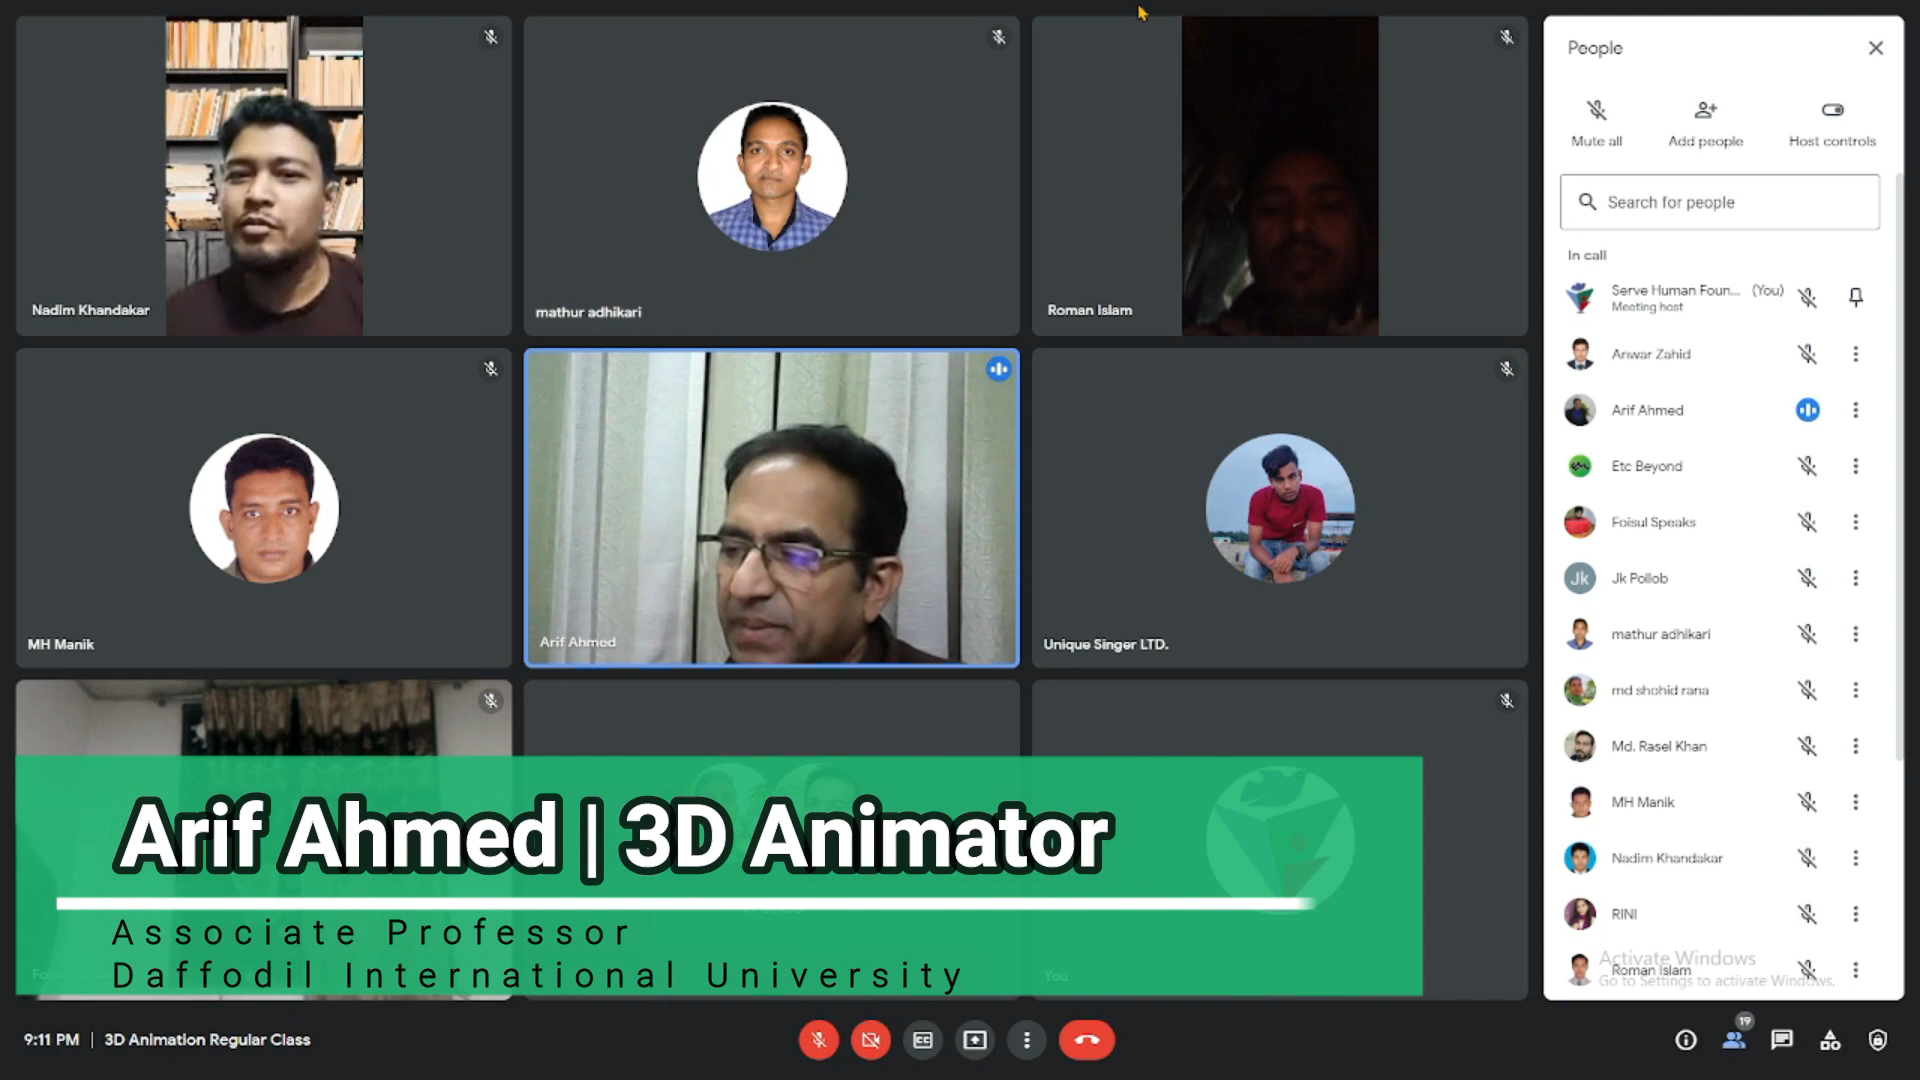 Nadim Khandakar
mathur adhikari
Roman Islam
MH Manik
Arif Ahmed
Unique Singer LTD.
Arif Ahmed | 3D Animator
Associate Professor
Daffodil International University
You
People
Mute all
Add people
Host controls
Search for people
In call
Serve Human Foun... (You)
Meeting host
Anwar Zahid
Arif Ahmed
Etc Beyond
Foisul Speaks
Jk
Jk Pollob
mathur adhikari
md shohid rana
Md. Rasel Khan
MH Manik
Nadim Khandakar
RINI
Roman Islam
Activate Windows
Go to Settings to activate Windows.
9:11 PM | 3D Animation Regular Class
CC
19